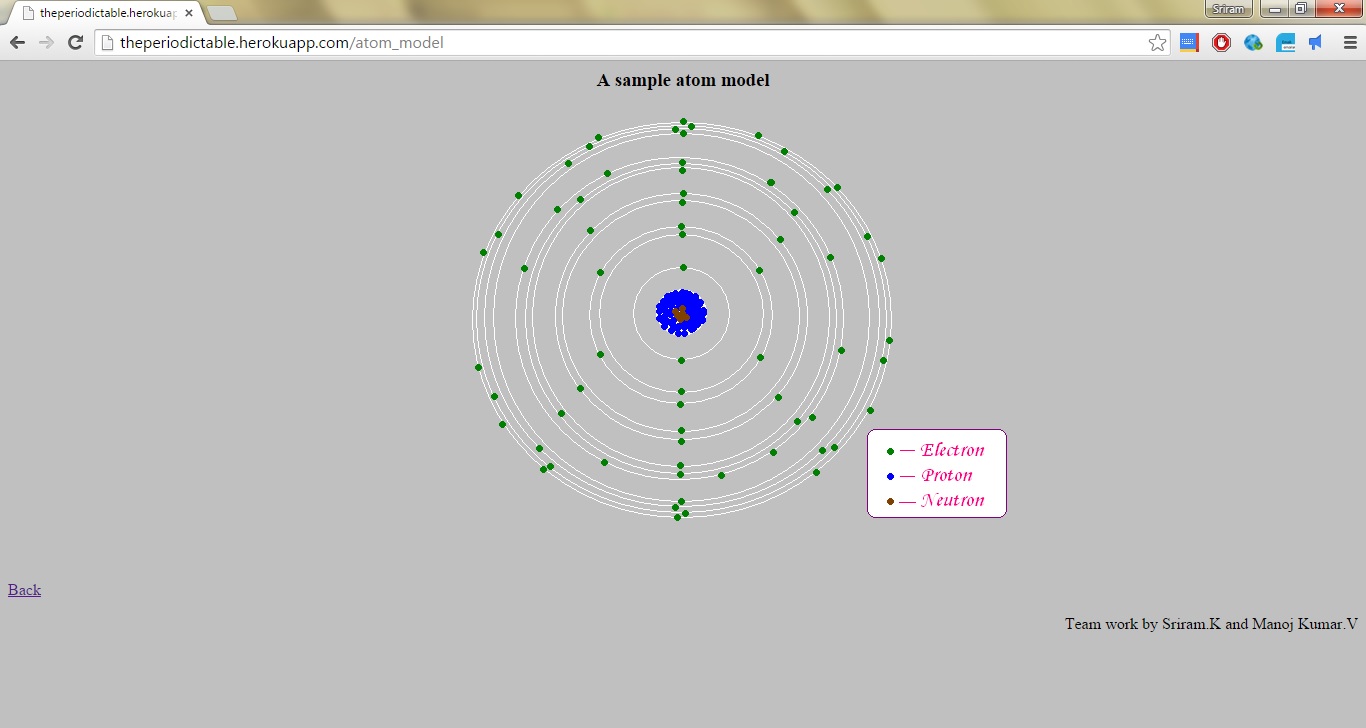 theperiodictable.herokuap
Sriram
theperiodictable.herokuapp.com/atom_model
A sample atom model
— Electron
— Proton
— Neutron
Back
Team work by Sriram.K and Manoj Kumar.V